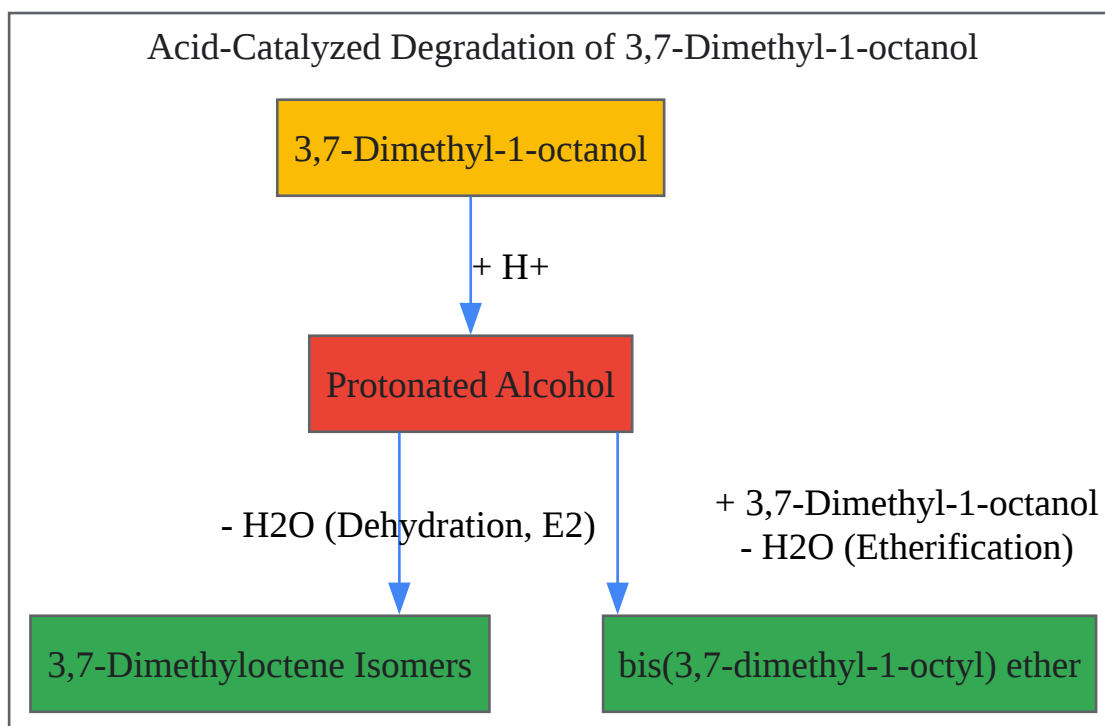 Acid-Catalyzed Degradation of 3,7-Dimethyl-1-octanol
3,7-Dimethyl-1-octanol
+ H+
Protonated Alcohol
- H2O (Dehydration, E2)
+ 3,7-Dimethyl-1-octanol
- H2O (Etherification)
3,7-Dimethyloctene Isomers
bis(3,7-dimethyl-1-octyl) ether